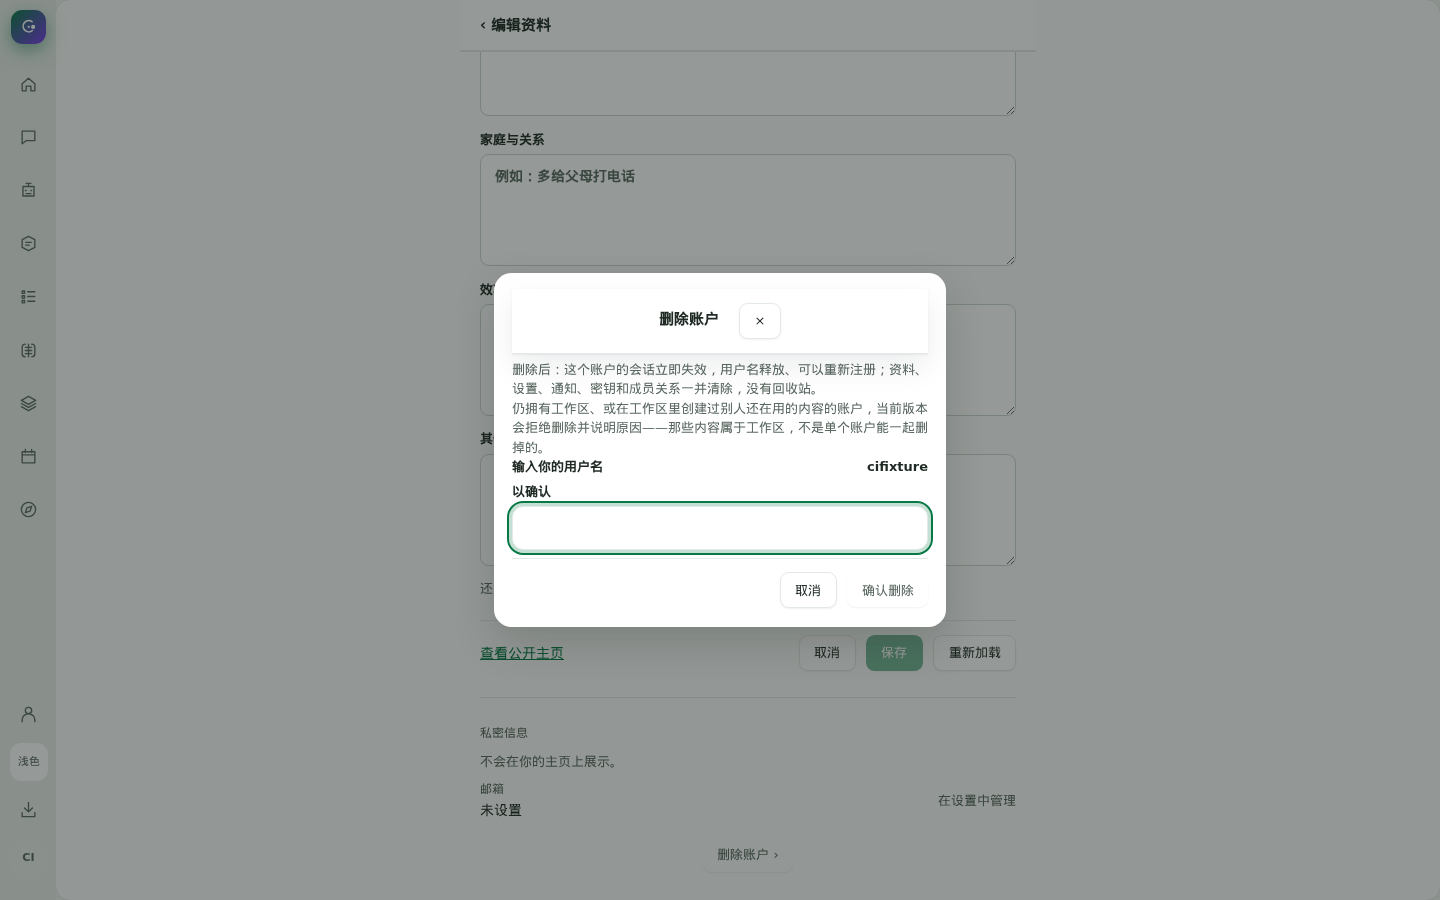 ‹ 编辑资料
家庭与关系
例如：多给父母打电话
效
删除账户
×
删除后：这个账户的会话立即失效，用户名释放、可以重新注册；资料、
设置、通知、密钥和成员关系一并清除，没有回收站。
仍拥有工作区、或在工作区里创建过别人还在用的内容的账户，当前版本
会拒绝删除并说明原因——那些内容属于工作区，不是单个账户能一起删
掉的。
其
输入你的用户名 cifixture
以确认
取消 确认删除
还
查看公开主页 取消 保存 重新加载
私密信息
不会在你的主页上展示。
邮箱
未设置 在设置中管理
浅色
CI
删除账户 ›